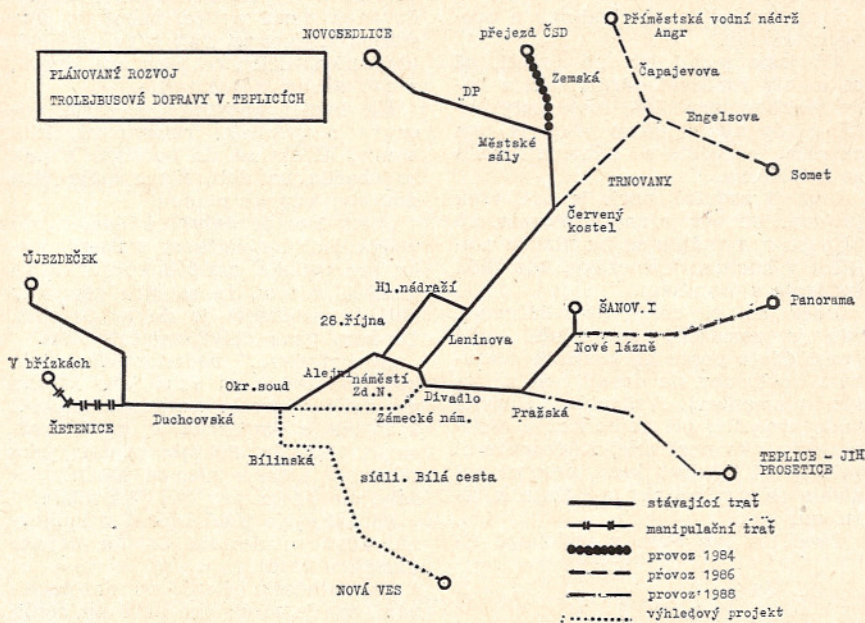 PLÁNOVANÝ ROZVOJ
TROLEJBUSOVÉ DOPRAVY V TEPLICÍCH
NOVOSEDLICE
přejezd ČSD
Příměstská vodní nádrž
Angr
Zemská
Čapajevova
DP
Engelsova
Městské
sály
Somet
TRNOVANY
Červený
kostel
ÚJEZDEČEK
Hl.nádraží
ŠANOV.I
Panorama
28.října
Leninova
Nové lázně
V břízkách
Alejní
náměstí
Zd.N.
Okr.soud
Divadlo
Pražská
Duchcovská
Zámecké nám.
ŘETENICE
Bílinská
sídli. Bílá cesta
TEPLICE - JIH
PROSETICE
NOVÁ VES
stávající trať
manipulační trať
provoz 1984
provoz 1986
provoz 1988
výhledový projekt